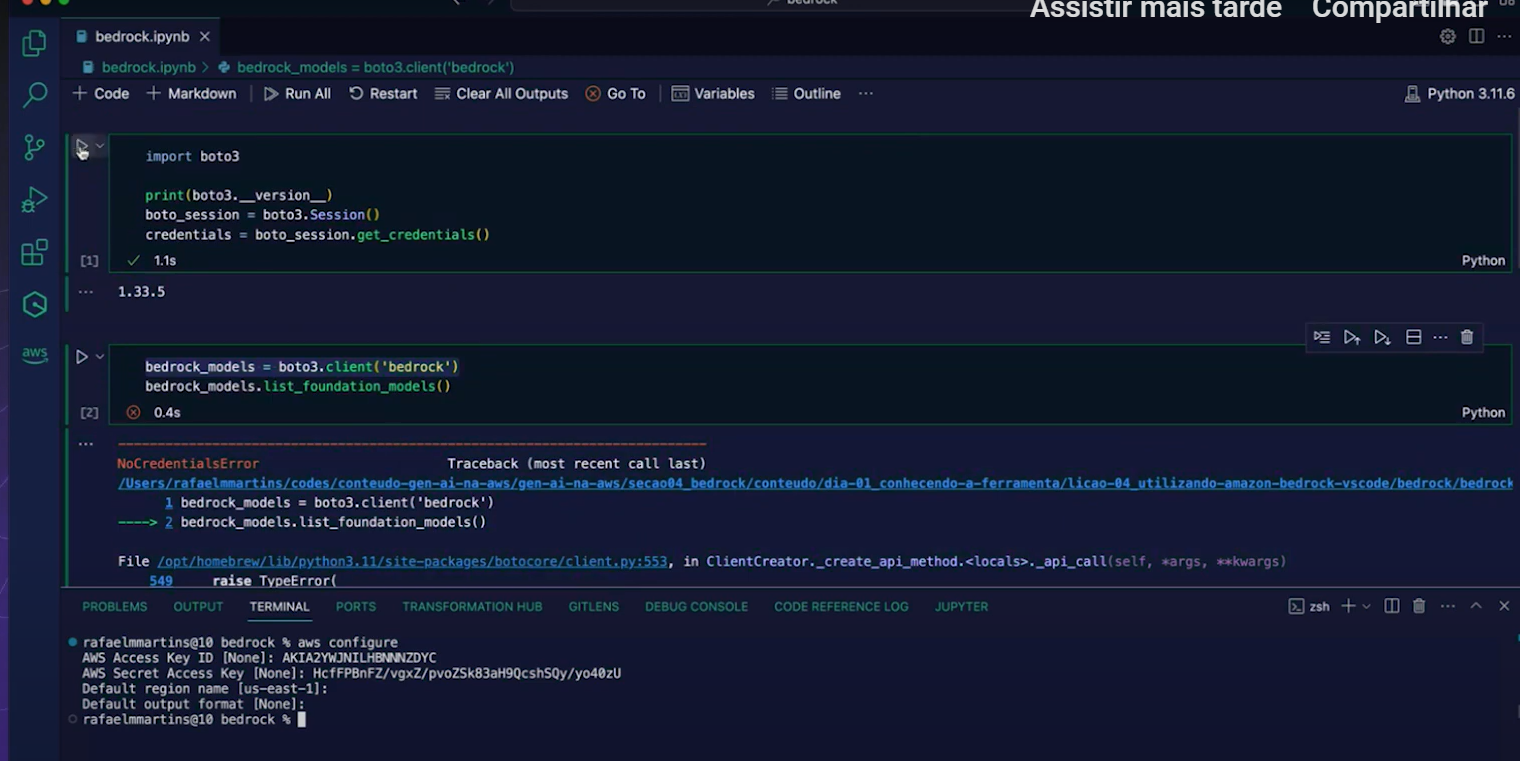 Assistir mais tarde Compartilhar
bedrock
bedrock.ipynb
bedrock.ipynb > bedrock_models = boto3.client('bedrock')
+ Code + Markdown Run All Restart Clear All Outputs Go To Variables Outline ... Python 3.11.6
import boto3
print(boto3.__version__)
boto_session = boto3.Session()
credentials = boto_session.get_credentials()
[1] 1.1s Python
... 1.33.5
bedrock_models = boto3.client('bedrock')
bedrock_models.list_foundation_models()
[2] 0.4s Python
...
NoCredentialsError Traceback (most recent call last)
/Users/rafaelmmartins/codes/conteudo-gen-ai-na-aws/gen-ai-na-aws/secao04_bedrock/conteudo/dia-01_conhecendo-a-ferramenta/licao-04_utilizando-amazon-bedrock-vscode/bedrock/bedrock
1 bedrock_models = boto3.client('bedrock')
----> 2 bedrock_models.list_foundation_models()
File /opt/homebrew/lib/python3.11/site-packages/botocore/client.py:553, in ClientCreator._create_api_method.<locals>._api_call(self, *args, **kwargs)
549 raise TypeError(
PROBLEMS OUTPUT TERMINAL PORTS TRANSFORMATION HUB GITLENS DEBUG CONSOLE CODE REFERENCE LOG JUPYTER
zsh
aws
rafaelmmartins@10 bedrock % aws configure
AWS Access Key ID [None]: [credential redacted]
AWS Secret Access Key [None]: [credential redacted]
Default region name [us-east-1]:
Default output format [None]:
rafaelmmartins@10 bedrock %